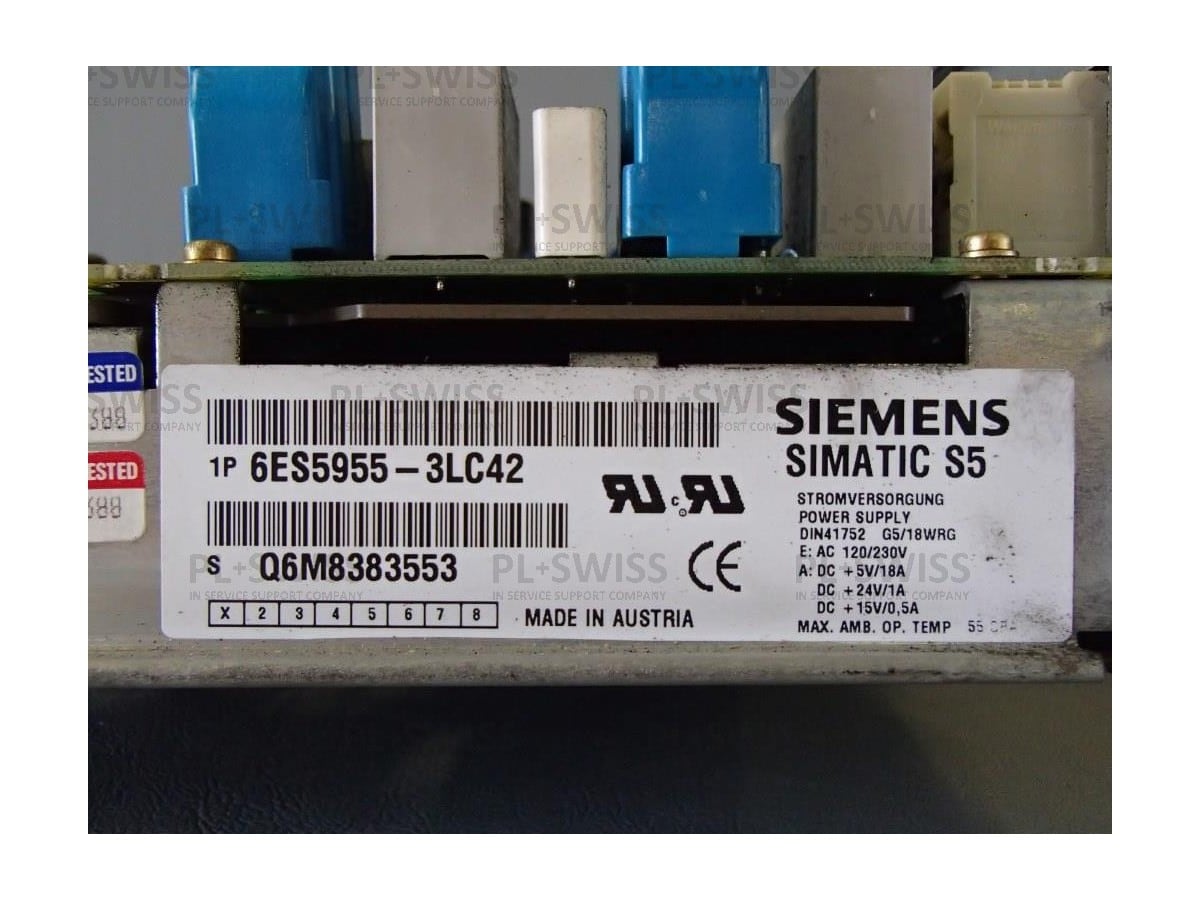 PL+SWISS
IN SERVICE SUPPORT COMPANY
ESTED
ESTED
SIEMENS
SIMATIC S5
1P 6ES5955-3LC42
S Q6M8383553
X 2 3 4 5 6 7 8
MADE IN AUSTRIA
STROMVERSORGUNG
POWER SUPPLY
DIN41752 G5/18WRG
E: AC 120/230V
A: DC +5V/18A
DC +24V/1A
DC +15V/0,5A
MAX. AMB. OP. TEMP 55